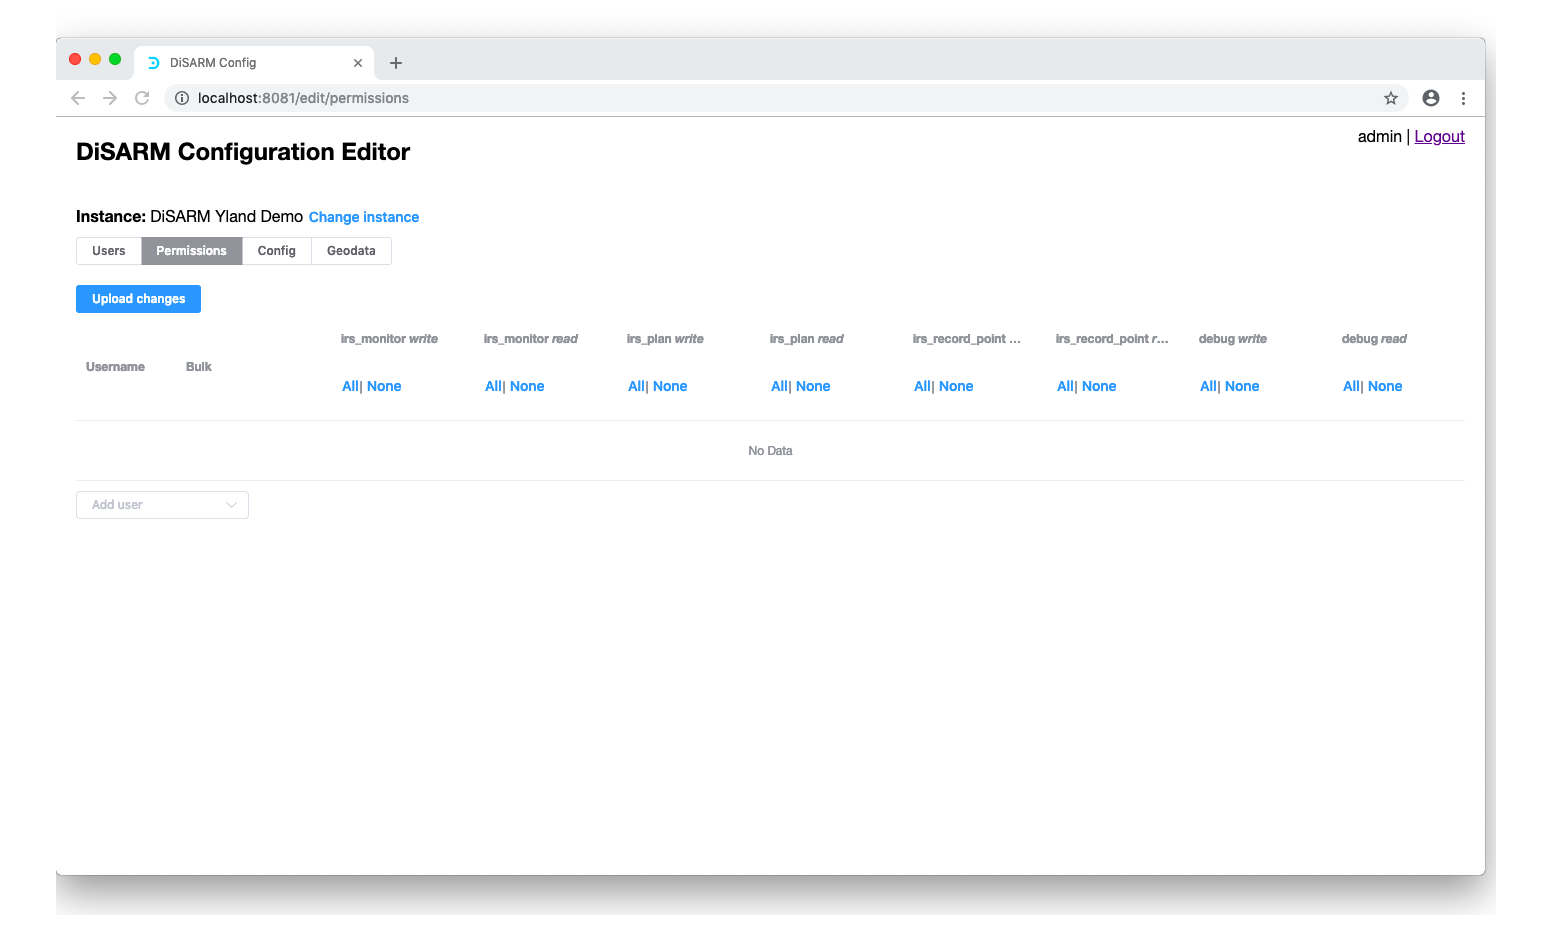 DiSARM Config
localhost:8081/edit/permissions
admin | Logout
DiSARM Configuration Editor
Instance: DiSARM Yland Demo Change instance
Users Permissions Config Geodata
Upload changes
irs_monitor write irs_monitor read irs_plan write irs_plan read irs_record_point ... irs_record_point r... debug write debug read
Username Bulk
All| None All| None All| None All| None All| None All| None All| None All| None
No Data
Add user